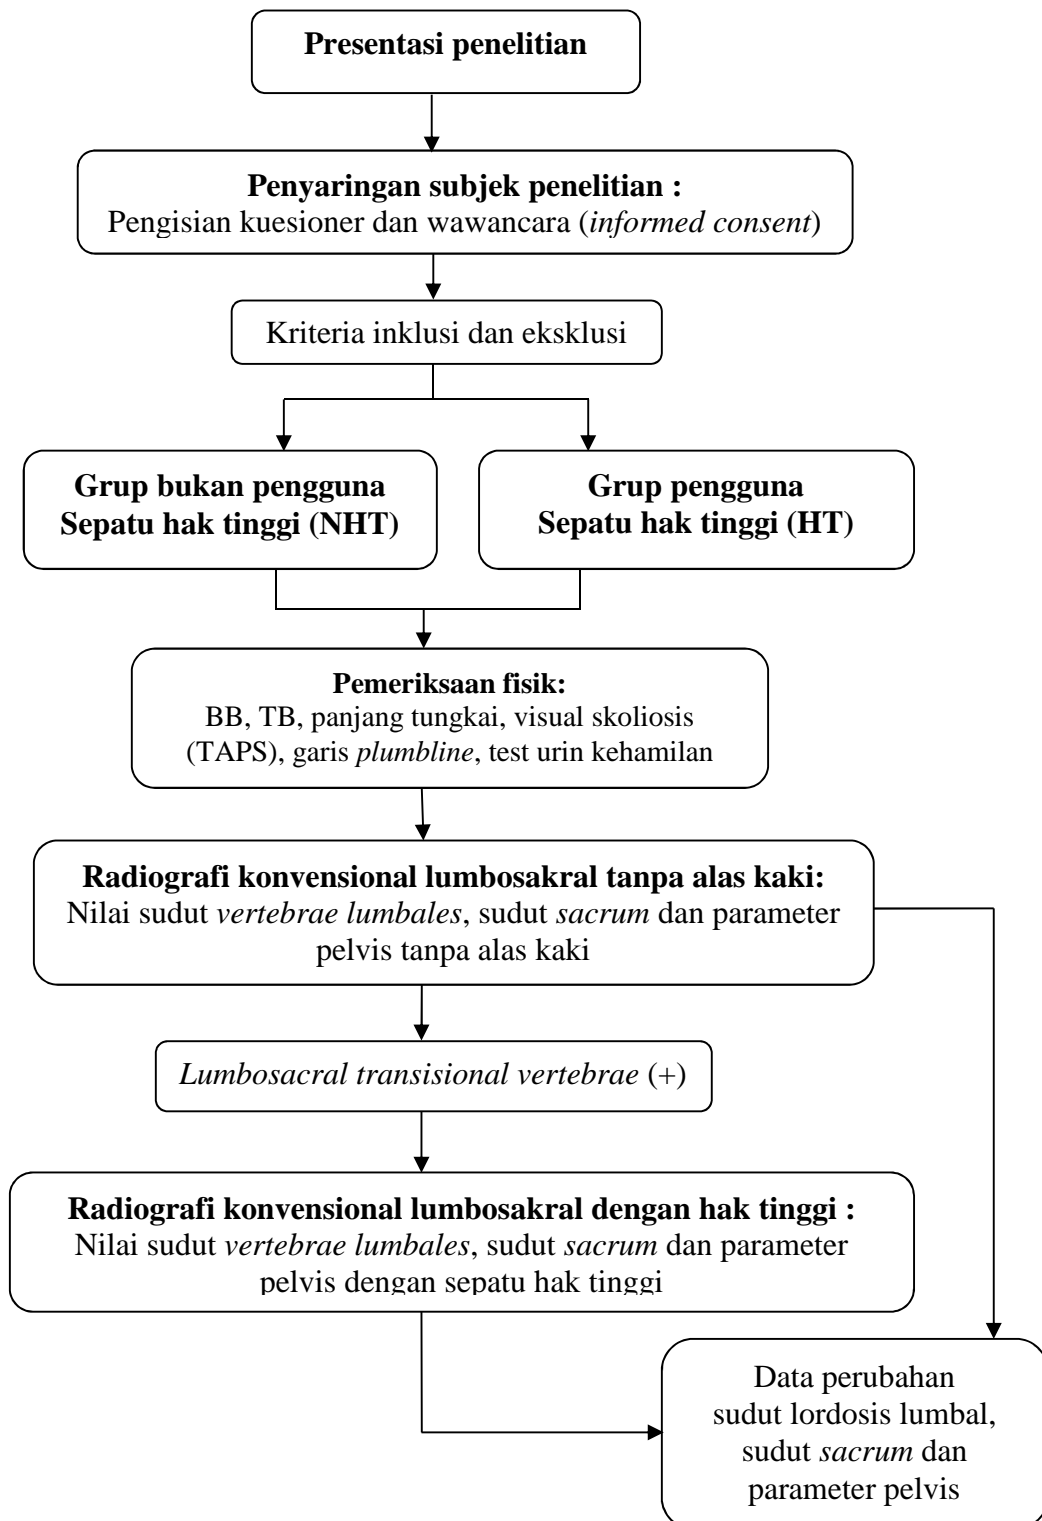 Presentasi penelitian
Penyaringan subjek penelitian :
Pengisian kuesioner dan wawancara (informed consent)
Kriteria inklusi dan eksklusi
Grup bukan pengguna
Sepatu hak tinggi (NHT)
Grup pengguna
Sepatu hak tinggi (HT)
Pemeriksaan fisik:
BB, TB, panjang tungkai, visual skoliosis
(TAPS), garis plumbline, test urin kehamilan
Radiografi konvensional lumbosakral tanpa alas kaki:
Nilai sudut vertebrae lumbales, sudut sacrum dan parameter
pelvis tanpa alas kaki
Lumbosacral transisional vertebrae (+)
Radiografi konvensional lumbosakral dengan hak tinggi :
Nilai sudut vertebrae lumbales, sudut sacrum dan parameter
pelvis dengan sepatu hak tinggi
Data perubahan
sudut lordosis lumbal,
sudut sacrum dan
parameter pelvis